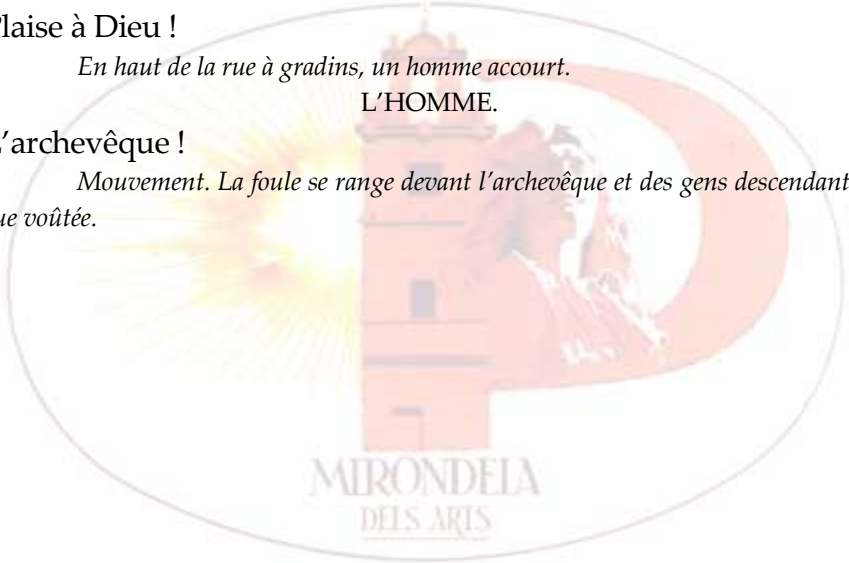 laise à Dieu !
En haut de la rue à gradins, un homme accourt.
L’HOMME.
’archevêque !
Mouvement. La foule se range devant l’archevêque et des gens descendant
ue voûtée.
MIRONDELA
DELS ARTS